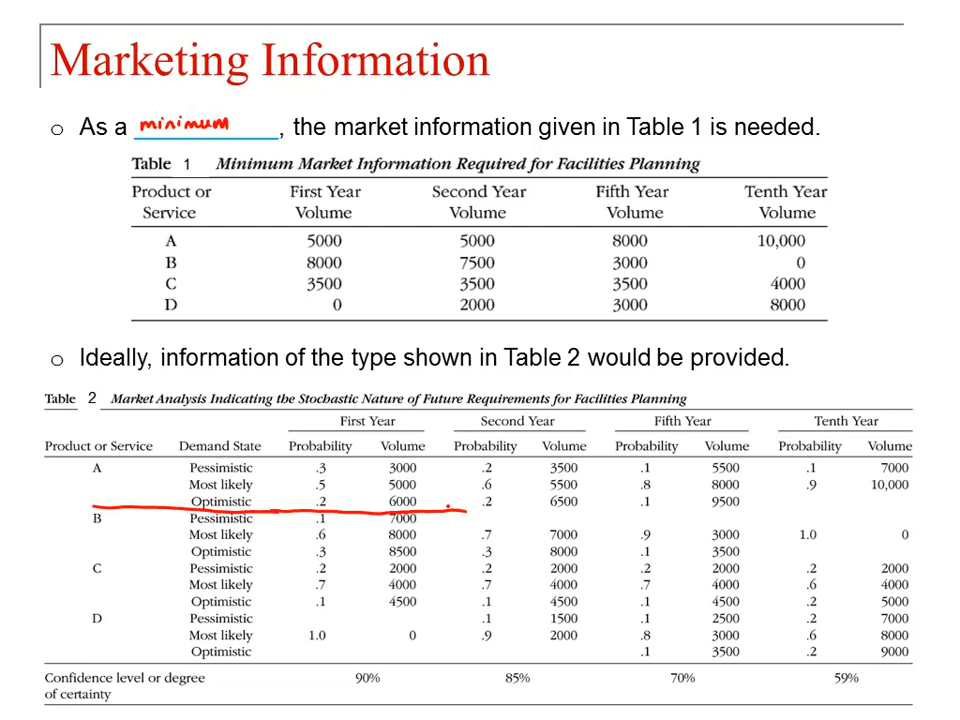 Marketing Information
o As a minimum, the market information given in Table 1 is needed.
Table 1 Minimum Market Information Required for Facilities Planning
Product or First Year Second Year Fifth Year Tenth Year
Service Volume Volume Volume Volume
A 5000 5000 8000 10,000
B 8000 7500 3000 0
C 3500 3500 3500 4000
D 0 2000 3000 8000
o Ideally, information of the type shown in Table 2 would be provided.
Table 2 Market Analysis Indicating the Stochastic Nature of Future Requirements for Facilities Planning
First Year Second Year Fifth Year Tenth Year
Product or Service Demand State Probability Volume Probability Volume Probability Volume Probability Volume
A Pessimistic .3 3000 .2 3500 .1 5500 .1 7000
Most likely .5 5000 .6 5500 .8 8000 .9 10,000
Optimistic .2 6000 .2 6500 .1 9500
B Pessimistic .1 7000
Most likely .6 8000 .7 7000 .9 3000 1.0 0
Optimistic .3 8500 .3 8000 .1 3500
C Pessimistic .2 2000 .2 2000 .2 2000 .2 2000
Most likely .7 4000 .7 4000 .7 4000 .6 4000
Optimistic .1 4500 .1 4500 .1 4500 .2 5000
D Pessimistic .1 1500 .1 2500 .2 7000
Most likely 1.0 0 .9 2000 .8 3000 .6 8000
Optimistic .1 3500 .2 9000
Confidence level or degree 90% 85% 70% 59%
of certainty